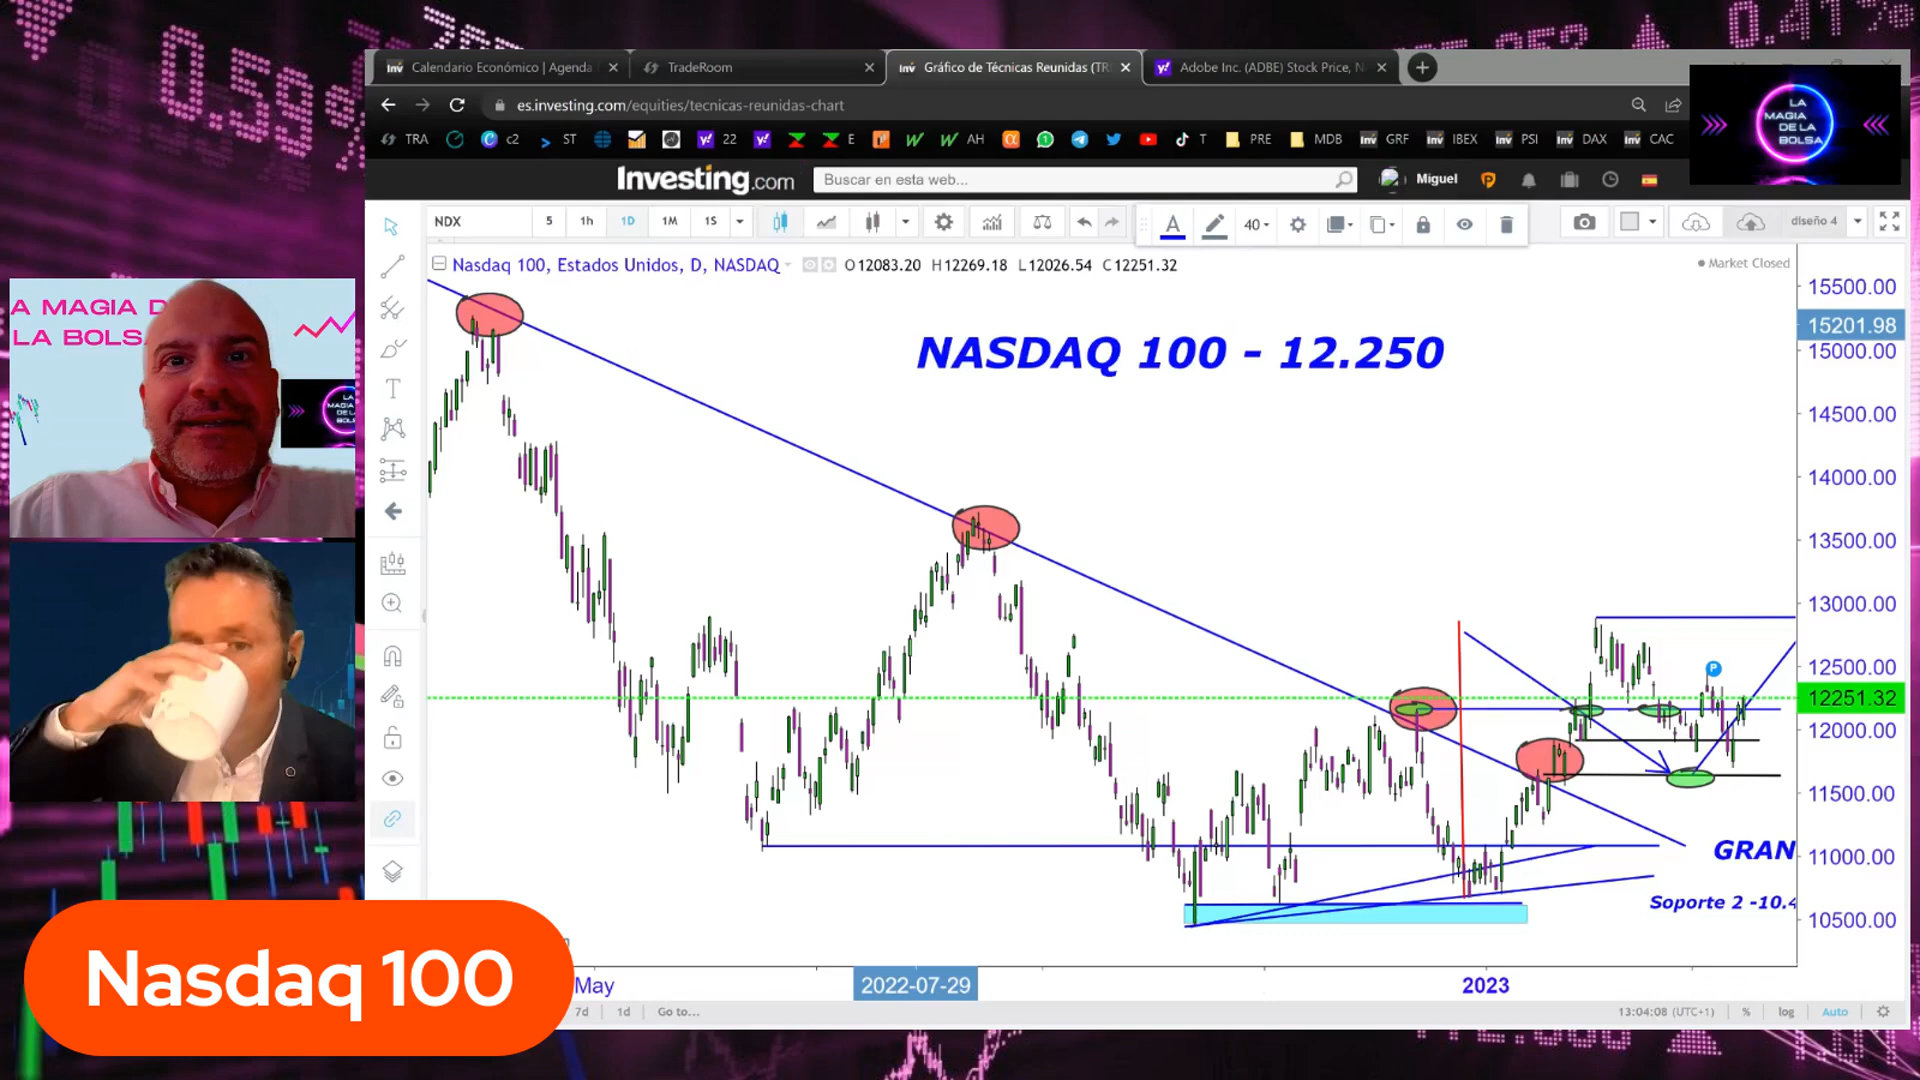 Calendario Económico | Agenda
TradeRoom
Gráfico de Técnicas Reunidas (TRE
Adobe Inc. (ADBE) Stock Price, N
es.investing.com/equities/tecnicas-reunidas-chart
TRA
c2
ST
22
E
AH
T
PRE
MDB
GRF
IBEX
PSI
DAX
CAC
LA
MAGIA
DE LA
BOLSA
Investing.com
Buscar en esta web...
Miguel
NDX
5
1h
1D
1M
1S
40
diseño 4
Nasdaq 100, Estados Unidos, D, NASDAQ
O12083.20 H12269.18 L12026.54 C12251.32
Market Closed
NASDAQ 100 - 12.250
15500.00
15201.98
15000.00
14500.00
14000.00
13500.00
13000.00
12500.00
12251.32
12000.00
11500.00
11000.00
10500.00
P
GRAN
Soporte 2 -10.4
A MAGIA D
LA BOLS
May
2022-07-29
2023
7d
1d
Go to...
13:04:08 (UTC+1)
%
log
Auto
Nasdaq 100
0.59%
0.41%